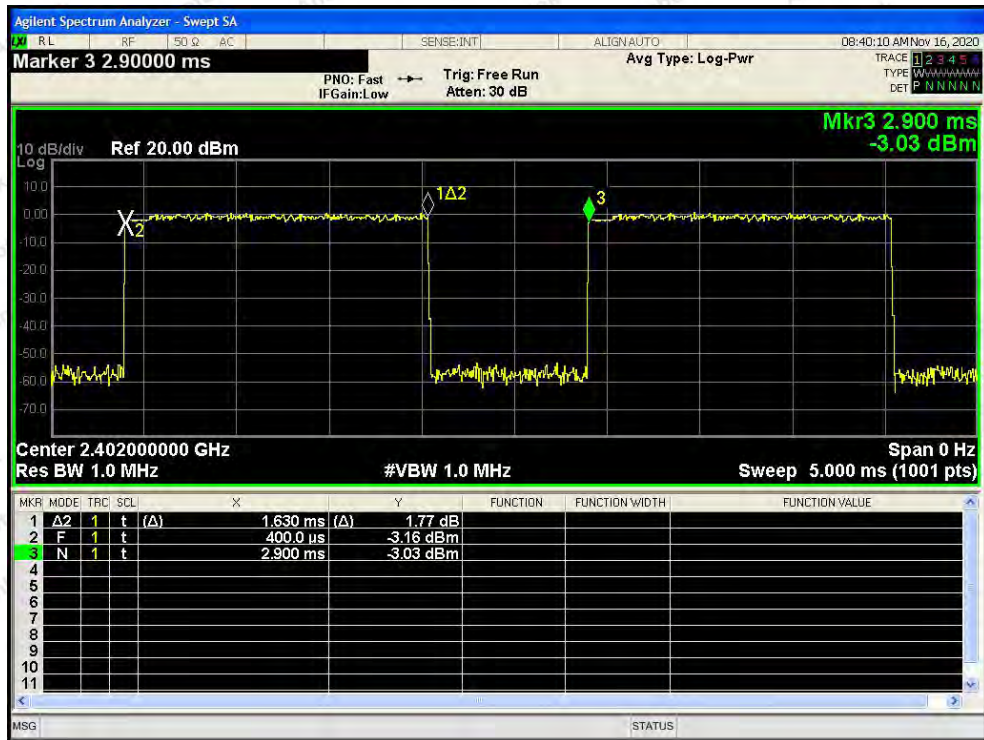 Agilent Spectrum Analyzer - Swept SA
LXI RL RF 50 Ω AC SENSE:INT ALIGN AUTO 08:40:10 AM Nov 16, 2020
Marker 3 2.90000 ms
PNO: Fast
IFGain:Low
Trig: Free Run
Atten: 30 dB
Avg Type: Log-Pwr
TRACE 1 2 3 4 5 6
TYPE WWWWWW
DET P N N N N N
Mkr3 2.900 ms
-3.03 dBm
10 dB/div Ref 20.00 dBm
Log
10.0
0.00
-10.0
-20.0
-30.0
-40.0
-50.0
-60.0
-70.0
X2
1Δ2
3
Center 2.402000000 GHz Span 0 Hz
Res BW 1.0 MHz #VBW 1.0 MHz Sweep 5.000 ms (1001 pts)
MKR MODE TRC SCL X Y FUNCTION FUNCTION WIDTH FUNCTION VALUE
1 Δ2 1 t (Δ) 1.630 ms (Δ) 1.77 dB
2 F 1 t 400.0 µs -3.16 dBm
3 N 1 t 2.900 ms -3.03 dBm
4
5
6
7
8
9
10
11
MSG STATUS